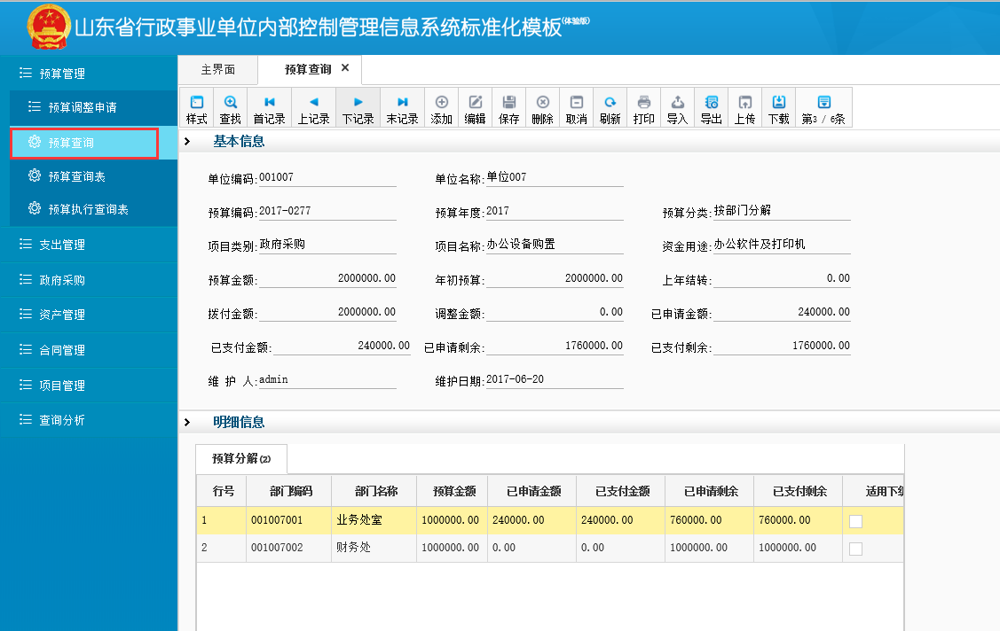 山东省行政事业单位内部控制管理信息系统标准化模板(体验版)
预算管理
预算调整申请
预算查询
预算查询表
预算执行查询表
支出管理
政府采购
资产管理
合同管理
项目管理
查询分析
主界面 预算查询 ×
样式 查找 首记录 上记录 下记录 末记录 添加 编辑 保存 删除 取消 刷新 打印 导入 导出 上传 下载 第3 / 6条
基本信息
单位编码:001007 单位名称:单位007
预算编码:2017-0277 预算年度:2017 预算分类:按部门分解
项目类别:政府采购 项目名称:办公设备购置 资金用途:办公软件及打印机
预算金额: 2000000.00 年初预算: 2000000.00 上年结转: 0.00
拨付金额: 2000000.00 调整金额: 0.00 已申请金额: 240000.00
已支付金额: 240000.00 已申请剩余: 1760000.00 已支付剩余: 1760000.00
维 护 人:admin 维护日期:2017-06-20
明细信息
预算分解(2)
行号 部门编码 部门名称 预算金额 已申请金额 已支付金额 已申请剩余 已支付剩余 适用下
1 001007001 业务处室 1000000.00 240000.00 240000.00 760000.00 760000.00
2 001007002 财务处 1000000.00 0.00 0.00 1000000.00 1000000.00